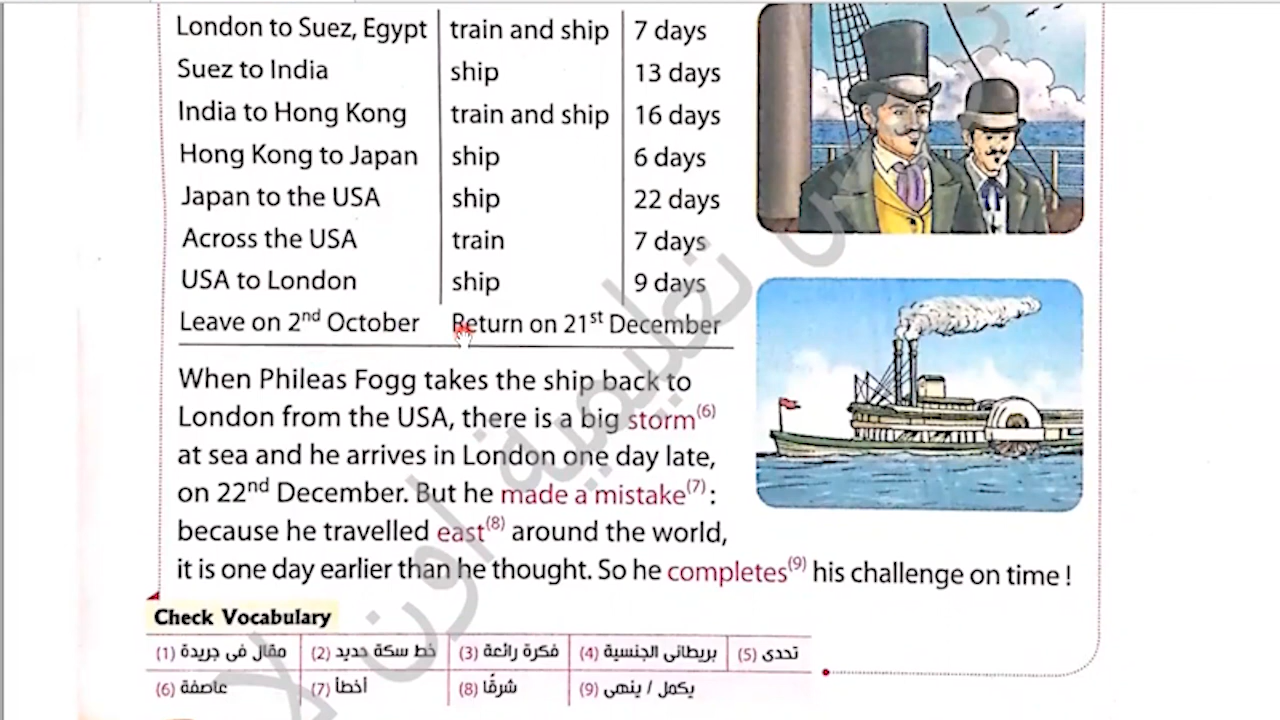 London to Suez, Egypt train and ship 7 days
Suez to India ship 13 days
India to Hong Kong train and ship 16 days
Hong Kong to Japan ship 6 days
Japan to the USA ship 22 days
Across the USA train 7 days
USA to London ship 9 days
Leave on 2nd October Return on 21st December
When Phileas Fogg takes the ship back to
London from the USA, there is a big storm(6)
at sea and he arrives in London one day late,
on 22nd December. But he made a mistake(7) :
because he travelled east(8) around the world,
it is one day earlier than he thought. So he completes(9) his challenge on time !
Check Vocabulary
(1) مقال فى جريدة (2) خط سكة حديد (3) فكرة رائعة (4) بريطانى الجنسية (5) تحدى
(6) عاصفة (7) أخطأ (8) شرقًا (9) يكمل / ينهى
تعليمية اون لا